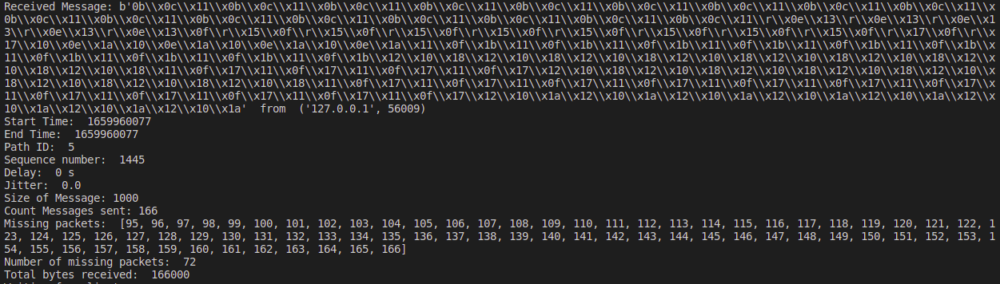 Received Message: b'0b\\x0c\\x11\\x0b\\x0c\\x11\\x0b\\x0c\\x11\\x0b\\x0c\\x11\\x0b\\x0c\\x11\\x0b\\x0c\\x11\\x0b\\x0c\\x11\\x0b\\x0c\\x11\\x0b\\x0c\\x11\\x
0b\\x0c\\x11\\x0b\\x0c\\x11\\x0b\\x0c\\x11\\x0b\\x0c\\x11\\x0b\\x0c\\x11\\x0b\\x0c\\x11\\x0b\\x0c\\x11\\x0b\\x0c\\x11\\r\\x0e\\x13\\r\\x0e\\x13\\r\\x0e\\x1
3\\r\\x0e\\x13\\r\\x0e\\x13\\x0f\\r\\x15\\x0f\\r\\x15\\x0f\\r\\x15\\x0f\\r\\x15\\x0f\\r\\x15\\x0f\\r\\x15\\x0f\\r\\x15\\x0f\\r\\x15\\x0f\\r\\x17\\x0f\\r\\x
17\\x10\\x0e\\x1a\\x10\\x0e\\x1a\\x10\\x0e\\x1a\\x10\\x0e\\x1a\\x11\\x0f\\x1b\\x11\\x0f\\x1b\\x11\\x0f\\x1b\\x11\\x0f\\x1b\\x11\\x0f\\x1b\\x11\\x0f\\x1b\\x
11\\x0f\\x1b\\x11\\x0f\\x1b\\x11\\x0f\\x1b\\x11\\x0f\\x1b\\x12\\x10\\x18\\x12\\x10\\x18\\x12\\x10\\x18\\x12\\x10\\x18\\x12\\x10\\x18\\x12\\x10\\x18\\x12\\x
10\\x18\\x12\\x10\\x18\\x11\\x0f\\x17\\x11\\x0f\\x17\\x11\\x0f\\x17\\x12\\x10\\x18\\x12\\x10\\x18\\x12\\x10\\x18\\x12\\x10\\x18\\x12\\x10\\x18\\x12\\x10\\x
18\\x12\\x10\\x18\\x12\\x10\\x18\\x12\\x10\\x18\\x11\\x0f\\x17\\x11\\x0f\\x17\\x11\\x0f\\x17\\x11\\x0f\\x17\\x11\\x0f\\x17\\x11\\x0f\\x17\\x11\\x0f\\x17\\x
11\\x0f\\x17\\x11\\x0f\\x17\\x11\\x0f\\x17\\x11\\x0f\\x17\\x12\\x10\\x1a\\x12\\x10\\x1a\\x12\\x10\\x1a\\x12\\x10\\x1a\\x12\\x10\\x1a\\x12\\x10\\x1a\\x12\\x
10\\x1a\\x12\\x10\\x1a\\x12\\x10\\x1a'  from  ('127.0.0.1', 56009)
Start Time:  1659960077
End Time:  1659960077
Path ID:  5
Sequence number:  1445
Delay:  0 s
Jitter:  0.0
Size of Message: 1000
Count Messages sent: 166
Missing packets:  [95, 96, 97, 98, 99, 100, 101, 102, 103, 104, 105, 106, 107, 108, 109, 110, 111, 112, 113, 114, 115, 116, 117, 118, 119, 120, 121, 122, 1
23, 124, 125, 126, 127, 128, 129, 130, 131, 132, 133, 134, 135, 136, 137, 138, 139, 140, 141, 142, 143, 144, 145, 146, 147, 148, 149, 150, 151, 152, 153, 1
54, 155, 156, 157, 158, 159, 160, 161, 162, 163, 164, 165, 166]
Number of missing packets:  72
Total bytes received:  166000